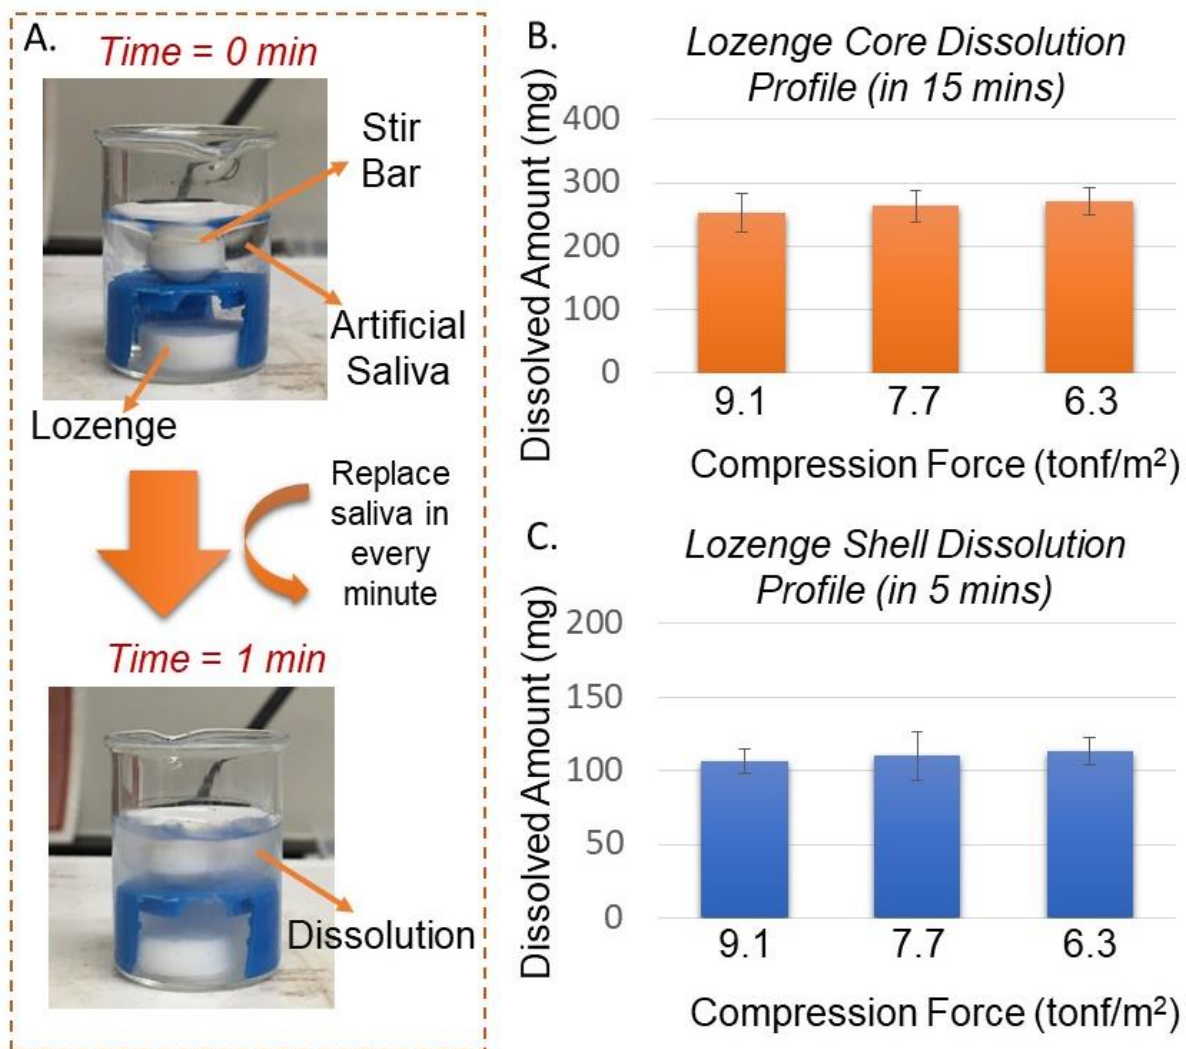 A.
Time = 0 min
Stir
Bar
Artificial
Saliva
Lozenge
Replace
saliva in
every
minute
Time = 1 min
Dissolution
B.
Lozenge Core Dissolution
Profile (in 15 mins)
Dissolved Amount (mg)
400
300
200
100
0
9.1 7.7 6.3
Compression Force (tonf/m²)
C.
Lozenge Shell Dissolution
Profile (in 5 mins)
Dissolved Amount (mg)
200
150
100
50
0
9.1 7.7 6.3
Compression Force (tonf/m²)